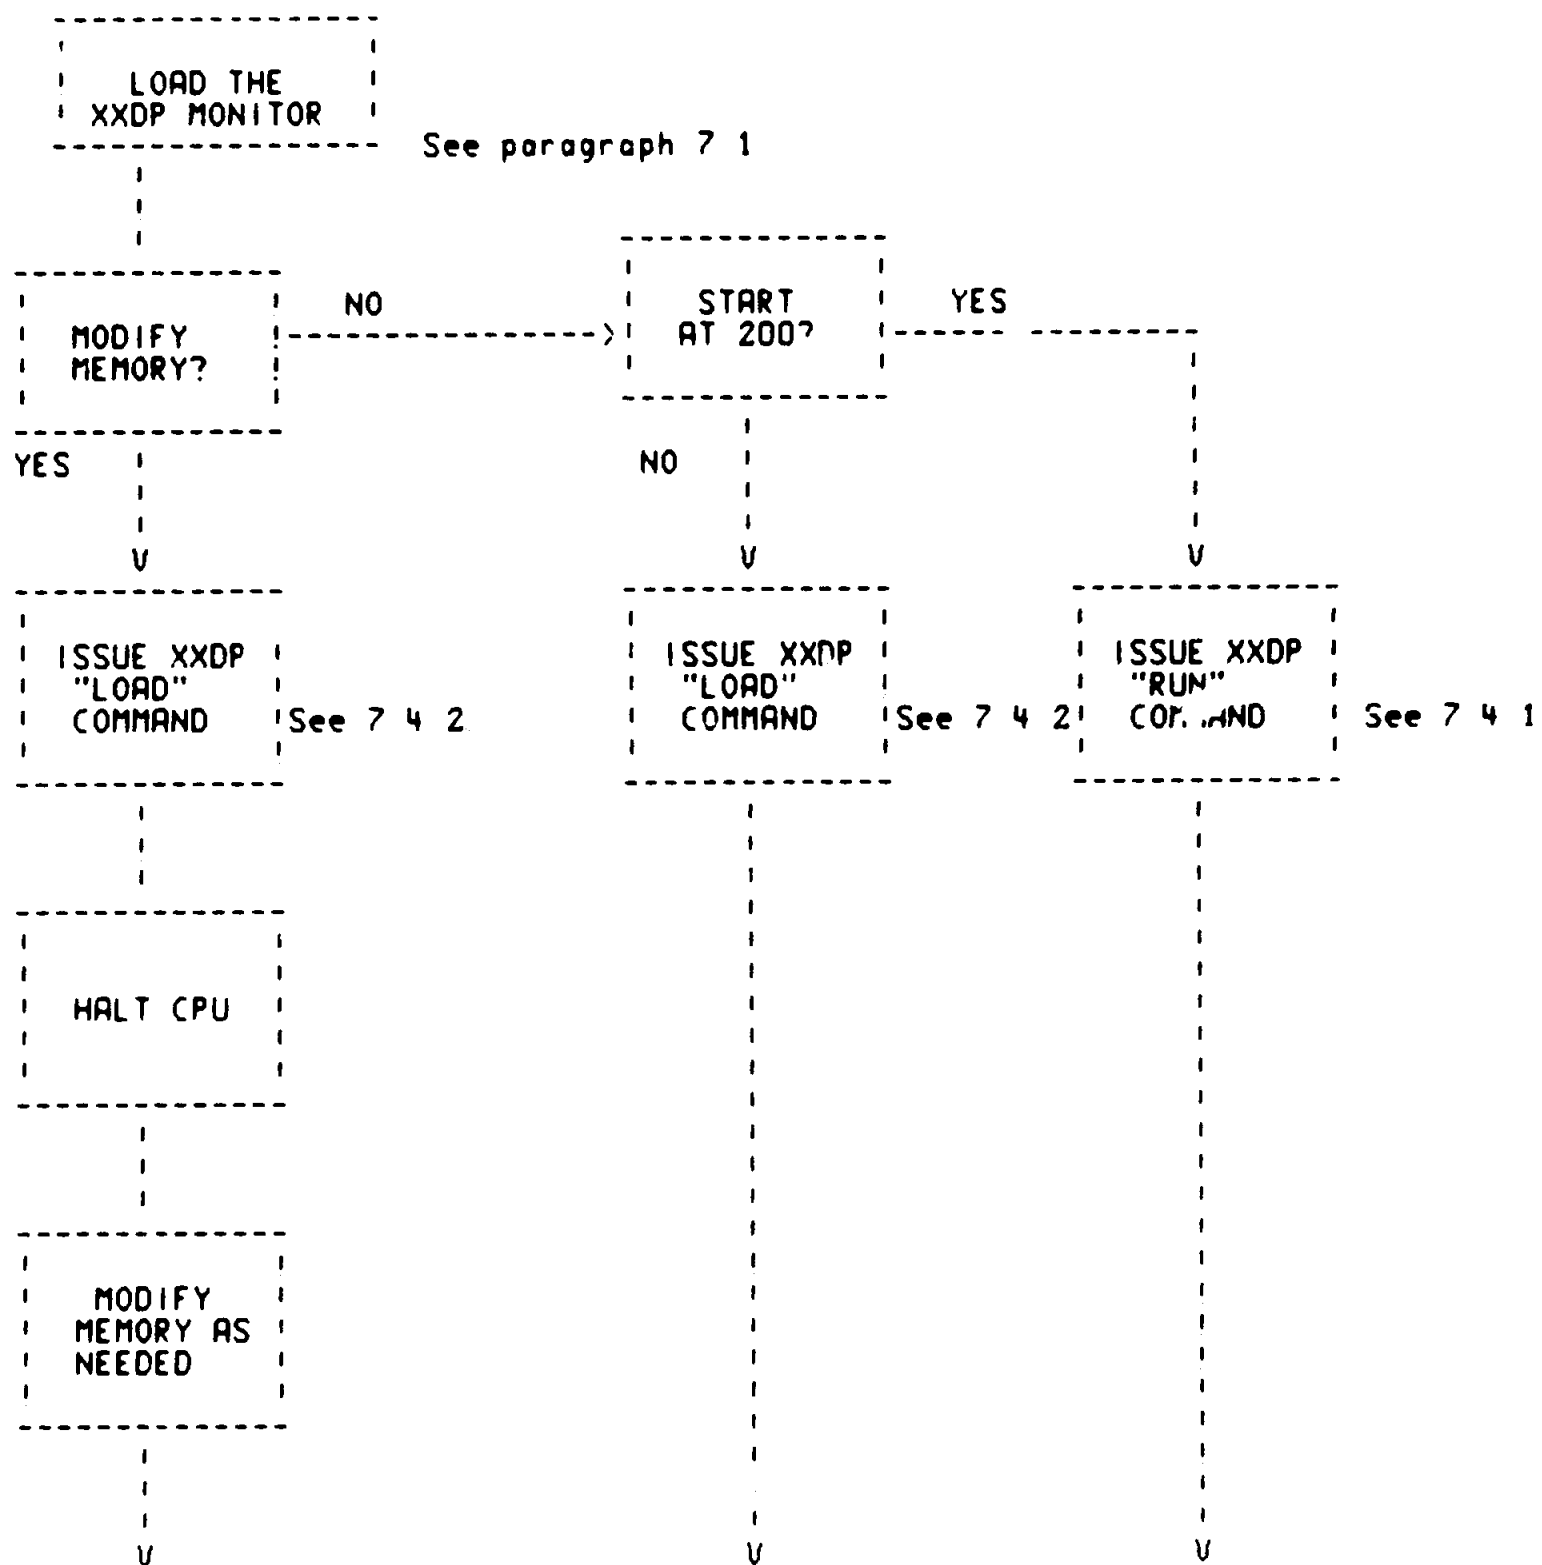 LOAD THE
XXDP MONITOR
See paragraph 7 1
MODIFY
MEMORY?
NO
START
AT 200?
YES
YES
NO
ISSUE XXDP
"LOAD"
COMMAND
See 7 4 2
ISSUE XXDP
"LOAD"
COMMAND
See 7 4 2
ISSUE XXDP
"RUN"
See 7 4 1
HALT CPU
MODIFY
MEMORY AS
NEEDED